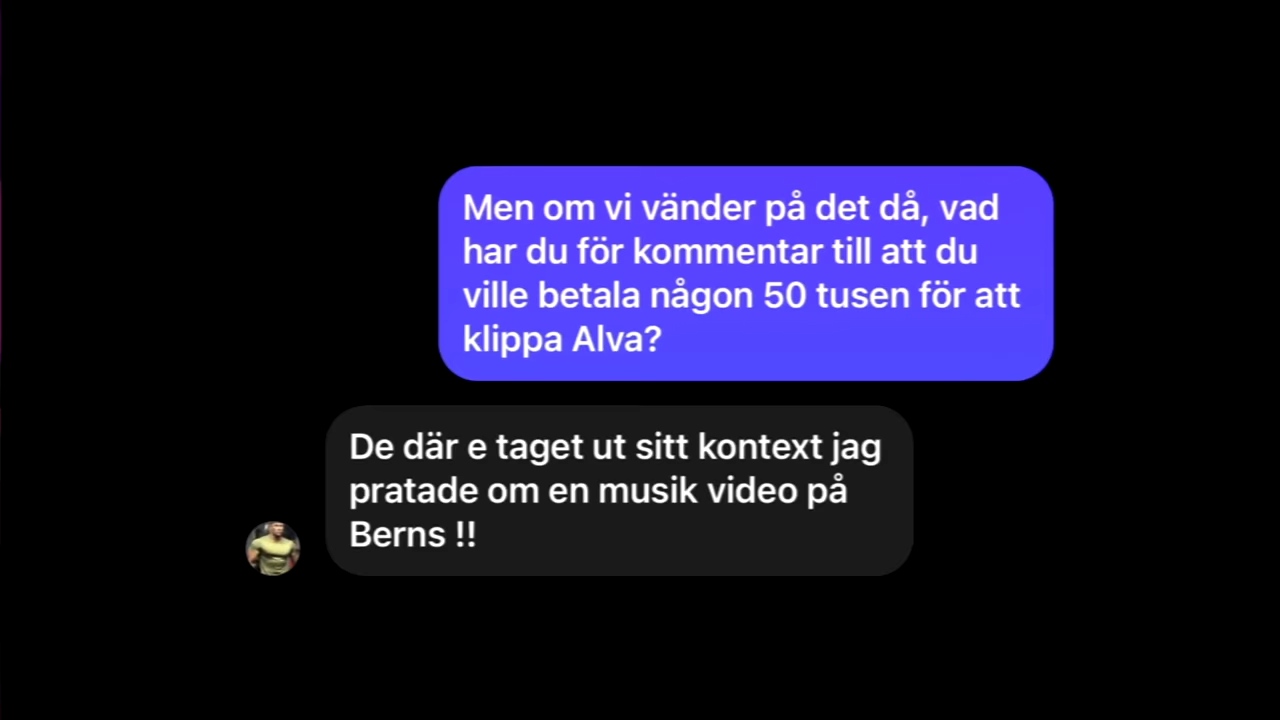 Men om vi vänder på det då, vad
har du för kommentar till att du
ville betala någon 50 tusen för att
klippa Alva?
De där e taget ut sitt kontext jag
pratade om en musik video på
Berns !!